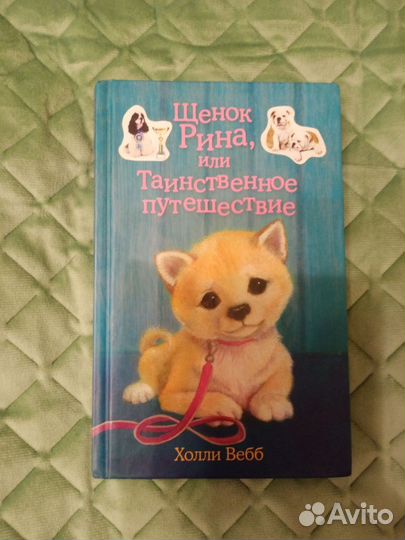 Щенок
Рина,
или
Таинственное
путешествие
Холли Вебб
Avito